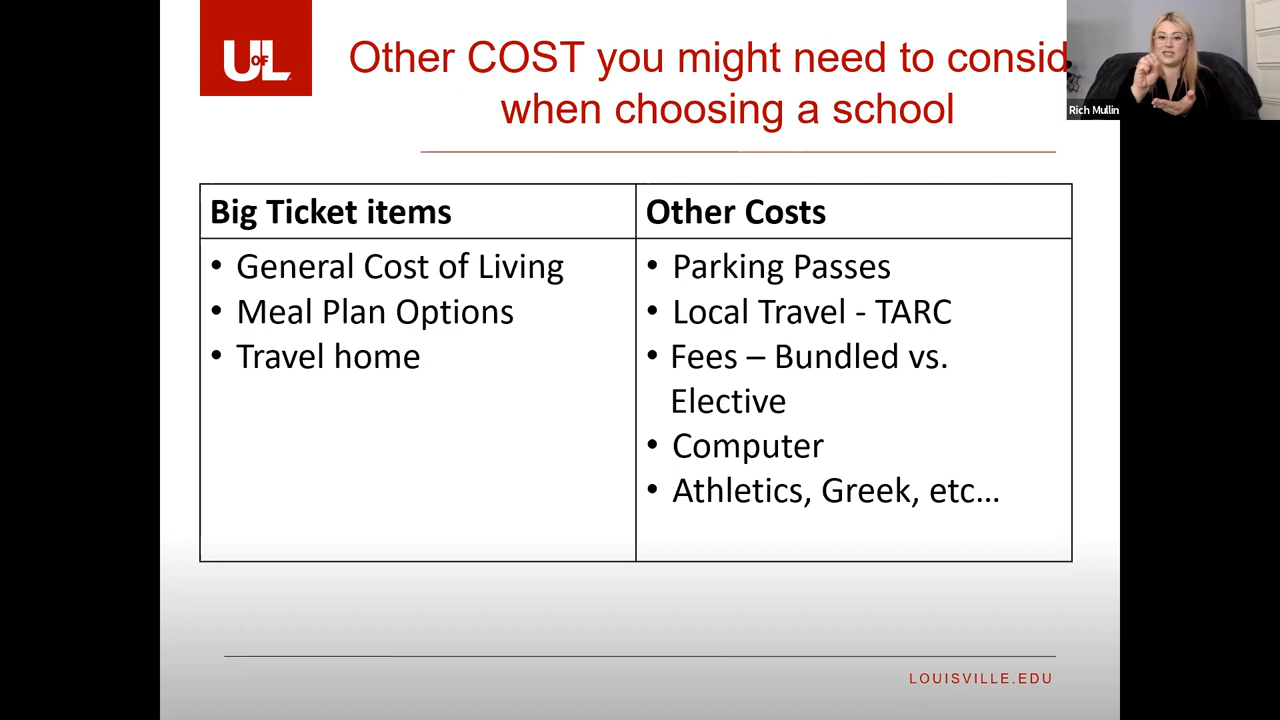 UofL
Other COST you might need to consid
when choosing a school
Rich Mullin
Big Ticket items
Other Costs
• General Cost of Living
• Meal Plan Options
• Travel home
• Parking Passes
• Local Travel - TARC
• Fees – Bundled vs.
Elective
• Computer
• Athletics, Greek, etc...
LOUISVILLE.EDU